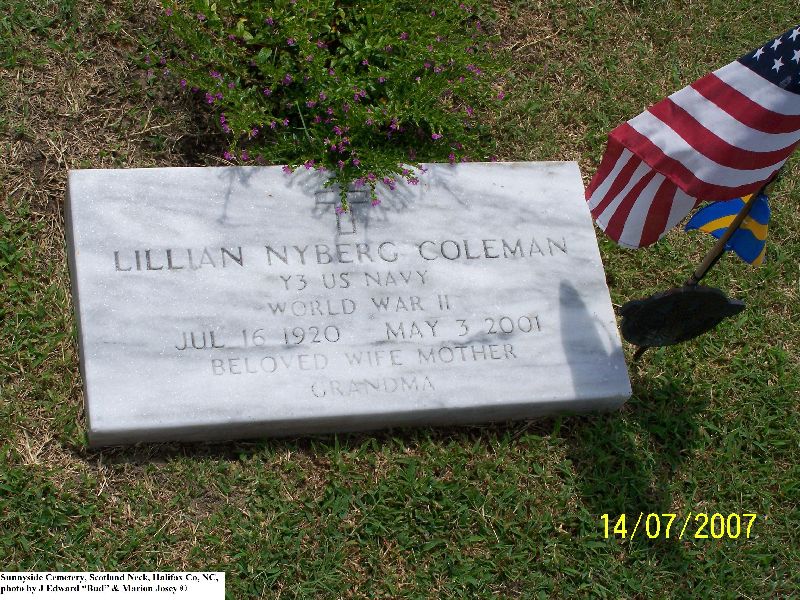 LILLIAN NYBERG COLEMAN
Y3 US NAVY
WORLD WAR II
JUL 16 1920 MAY 3 2001
BELOVED WIFE MOTHER
GRANDMA
14/07/2007
Sunnyside Cemetery, Scotland Neck, Halifax Co, NC,
photo by J Edward "Bud" & Marion Josey ©